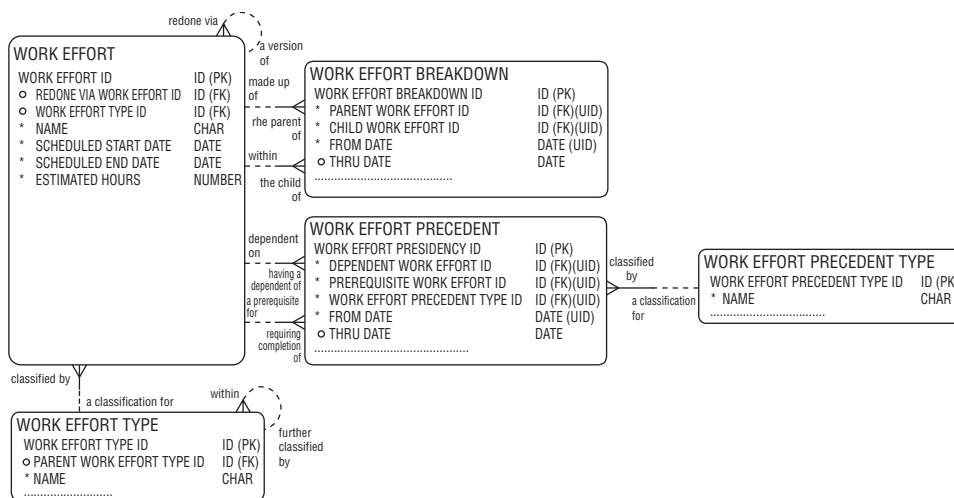 redone via
a version
of
WORK EFFORT
WORK EFFORT ID ID (PK)
REDONE VIA WORK EFFORT ID ID (FK)
WORK EFFORT TYPE ID ID (FK)
* NAME CHAR
* SCHEDULED START DATE DATE
* SCHEDULED END DATE DATE
* ESTIMATED HOURS NUMBER
made up
of
rhe parent
of
within
the child
of
WORK EFFORT BREAKDOWN
WORK EFFORT BREAKDOWN ID ID (PK)
* PARENT WORK EFFORT ID ID (FK)(UID)
* CHILD WORK EFFORT ID ID (FK)(UID)
* FROM DATE DATE (UID)
THRU DATE DATE
dependent
on
having a
dependent of
a prerequisite
for
requiring
completion
of
WORK EFFORT PRECEDENT
WORK EFFORT PRESIDENCY ID ID (PK)
* DEPENDENT WORK EFFORT ID ID (FK)(UID)
* PREREQUISITE WORK EFFORT ID ID (FK)(UID)
* WORK EFFORT PRECEDENT TYPE ID ID (FK)(UID)
* FROM DATE DATE (UID)
THRU DATE DATE
classified
by
a classification
for
WORK EFFORT PRECEDENT TYPE
WORK EFFORT PRECEDENT TYPE ID ID (PK
* NAME CHAR
classified by
a classification for
WORK EFFORT TYPE
WORK EFFORT TYPE ID ID (PK)
PARENT WORK EFFORT TYPE ID ID (FK)
* NAME CHAR
within
further
classified
by